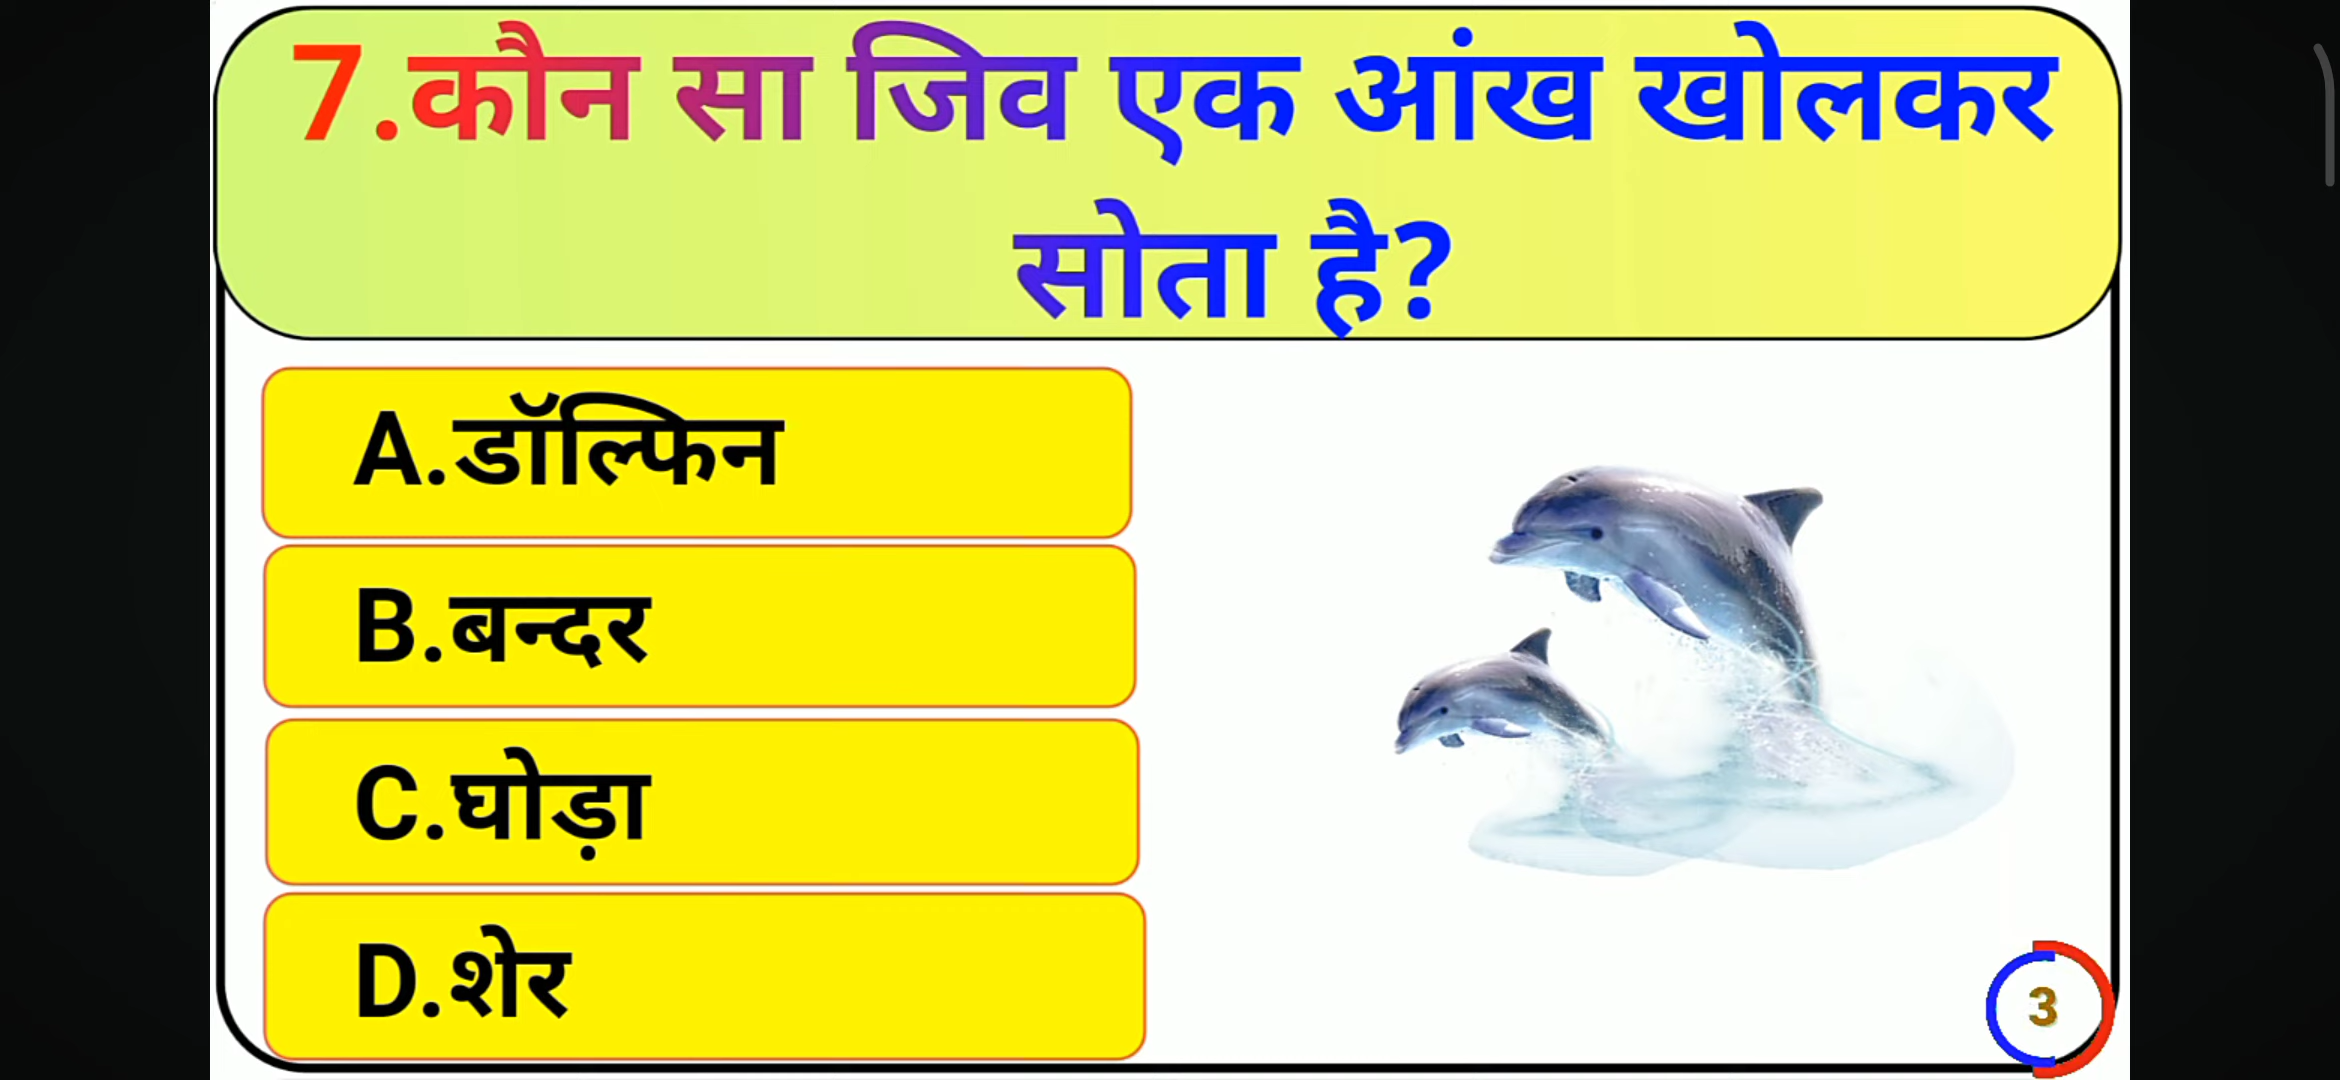 7.कौन सा जिव एक आंख खोलकर
सोता है?
A.डॉल्फिन
B.बन्दर
C.घोड़ा
D.शेर
3